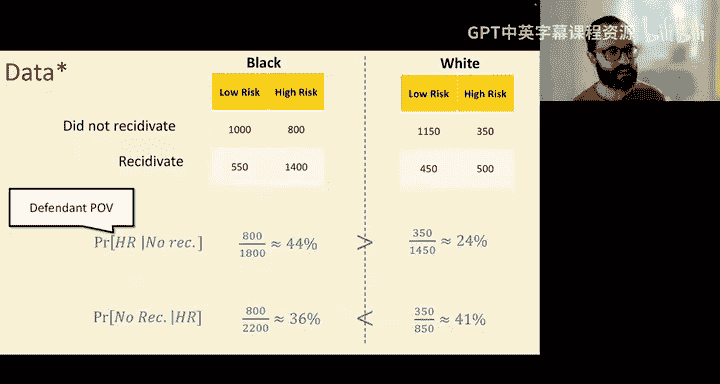 GPT中英字幕课程资源 bilibili
Data*
Black White
Low Risk High Risk Low Risk High Risk
Did not recidivate 1000 800 1150 350
Recidivate 550 1400 450 500
Defendant POV
Pr[HR |No rec.] 800/1800 ≈ 44% > 350/1450 ≈ 24%
Pr[No Rec. |HR] 800/2200 ≈ 36% < 350/850 ≈ 41%